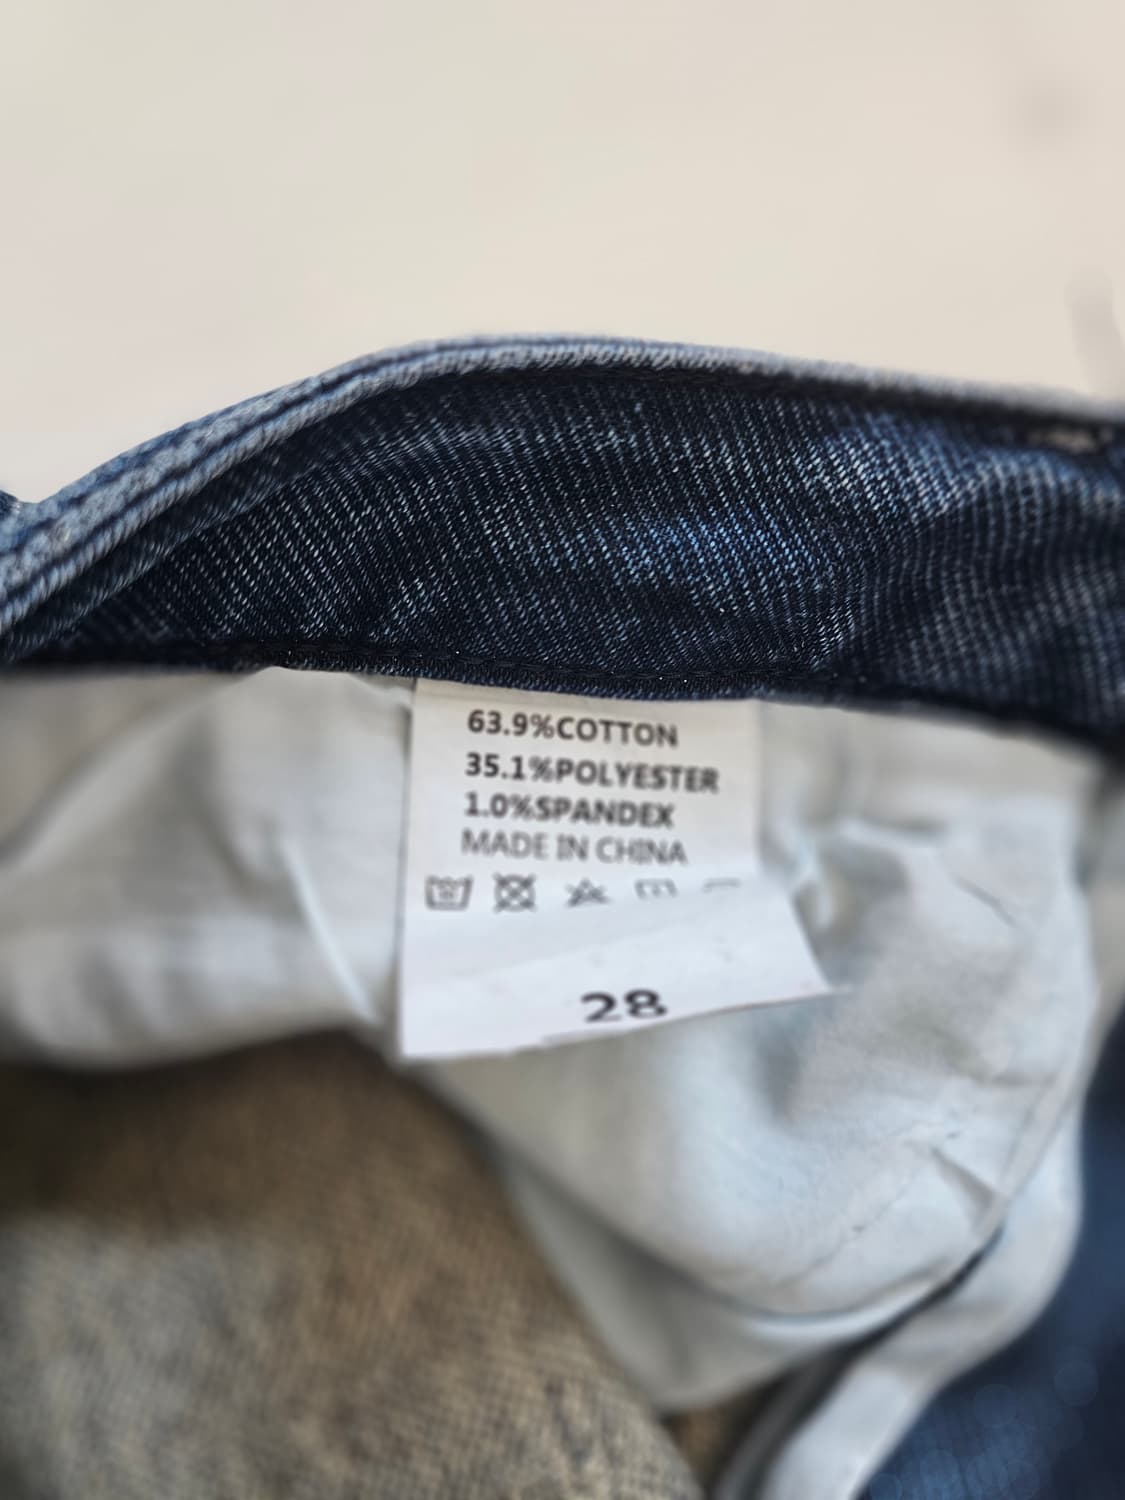 63.9%COTTON
35.1%POLYESTER
1.0%SPANDEX
MADE IN CHINA
28